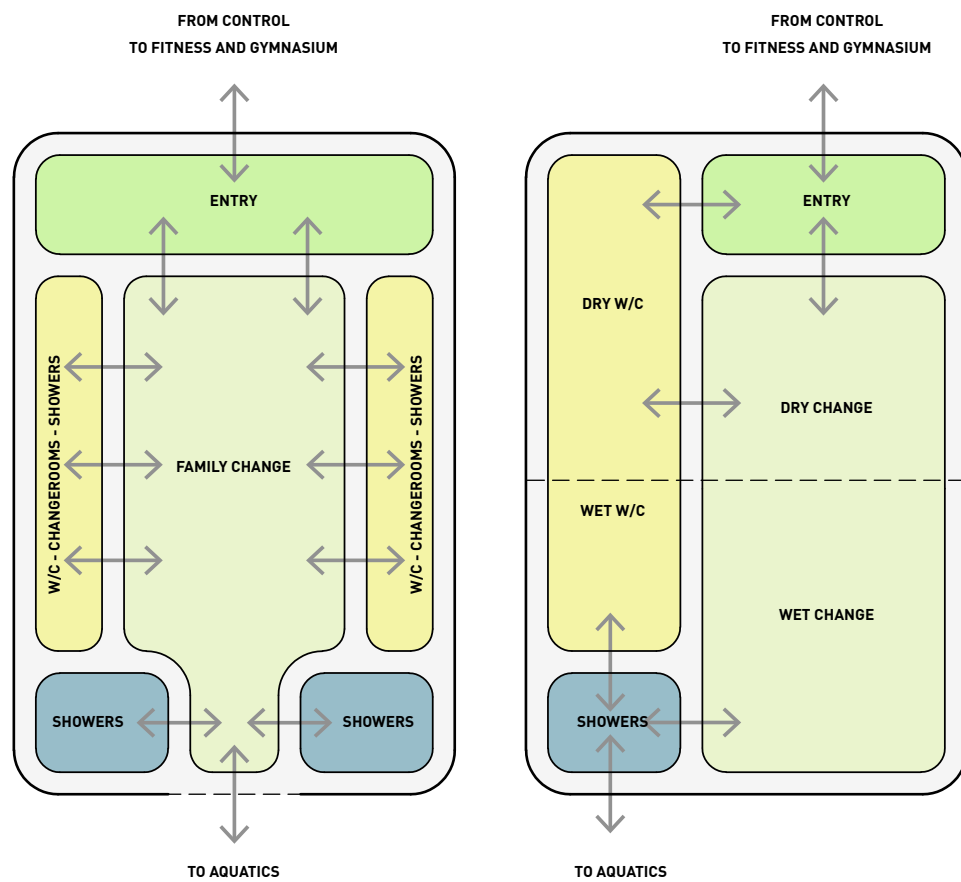 FROM CONTROL
TO FITNESS AND GYMNASIUM
ENTRY
W/C - CHANGEROOMS - SHOWERS
FAMILY CHANGE
W/C - CHANGEROOMS - SHOWERS
SHOWERS
SHOWERS
TO AQUATICS
FROM CONTROL
TO FITNESS AND GYMNASIUM
ENTRY
DRY W/C
DRY CHANGE
WET W/C
WET CHANGE
SHOWERS
TO AQUATICS